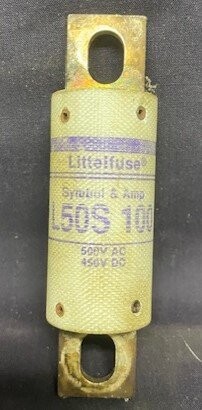 Littelfuse®
Symbol & Amp
L50S 100
500V AC
450V DC